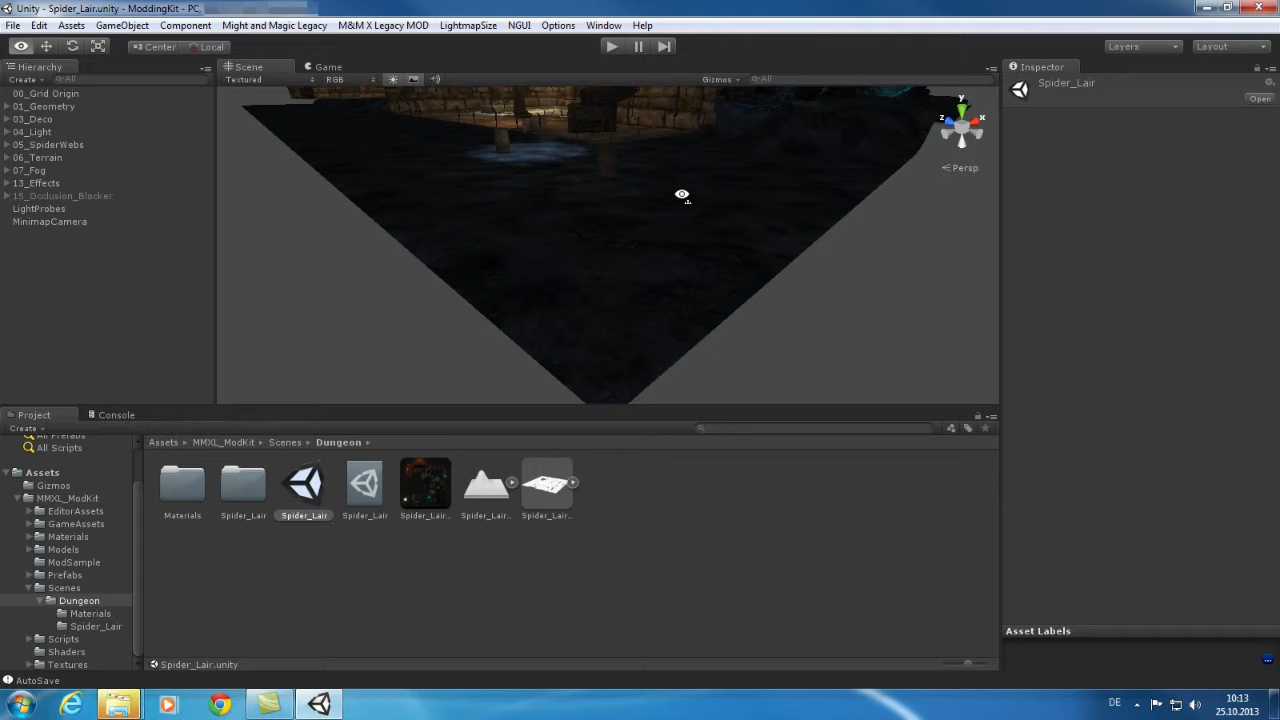 Unity - Spider_Lair.unity - ModdingKit - PC,
File Edit Assets GameObject Component Might and Magic Legacy M&M X Legacy MOD LightmapSize NGUI Options Window Help
Center Local Layers Layout
Hierarchy
Create All
00_Grid Origin
01_Geometry
03_Deco
04_Light
05_SpiderWebs
06_Terrain
07_Fog
13_Effects
15_Occlusion_Blocker
LightProbes
MinimapCamera
Scene Game
Textured RGB Gizmos All
y
z x
Persp
Inspector
Spider_Lair
Open
Project Console
Create
All Prefabs
All Scripts
Assets
Gizmos
MMXL_ModKit
EditorAssets
GameAssets
Materials
Models
ModSample
Prefabs
Scenes
Dungeon
Materials
Spider_Lair
Scripts
Shaders
Textures
Assets MMXL_ModKit Scenes Dungeon
Materials Spider_Lair Spider_Lair Spider_Lair Spider_Lair.. Spider_Lair.. Spider_Lair..
Spider_Lair.unity
Asset Labels
AutoSave
DE
10:13
25.10.2013